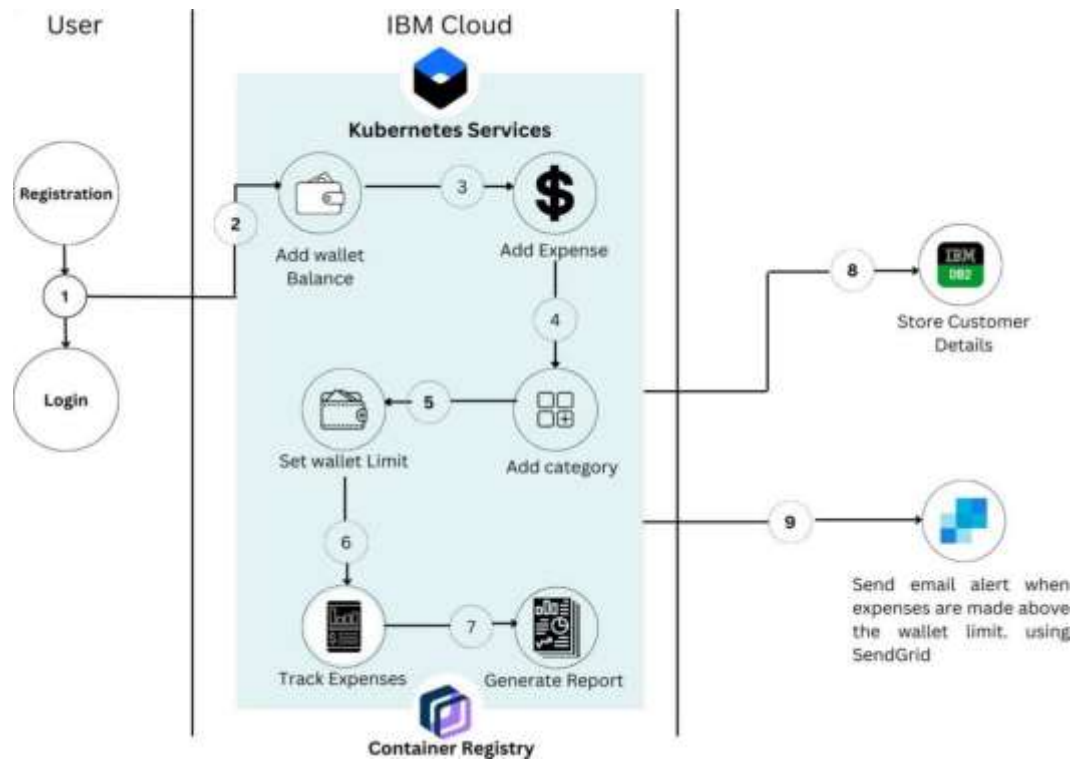 User
IBM Cloud
Kubernetes Services
Registration
1
Login
2
Add wallet
Balance
3
Add Expense
4
Add category
5
Set wallet Limit
6
Track Expenses
7
Generate Report
Container Registry
8
IBM
DB2
Store Customer
Details
9
Send email alert when
expenses are made above
the wallet limit. using
SendGrid